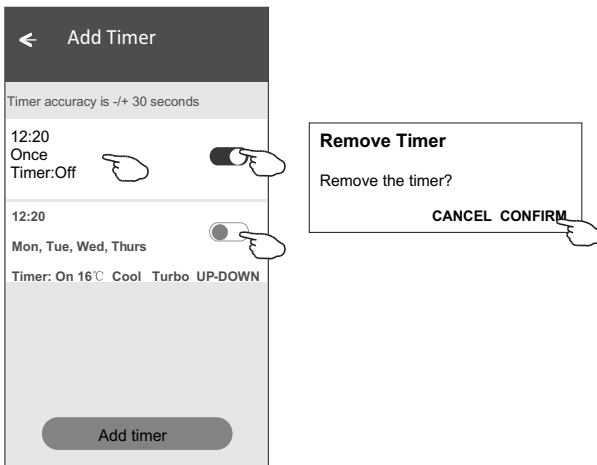 Add Timer
Timer accuracy is -/+ 30 seconds
12:20
Once
Timer:Off
12:20
Mon, Tue, Wed, Thurs
Timer: On 16℃ Cool Turbo UP-DOWN
Add timer
Remove Timer
Remove the timer?
CANCEL CONFIRM